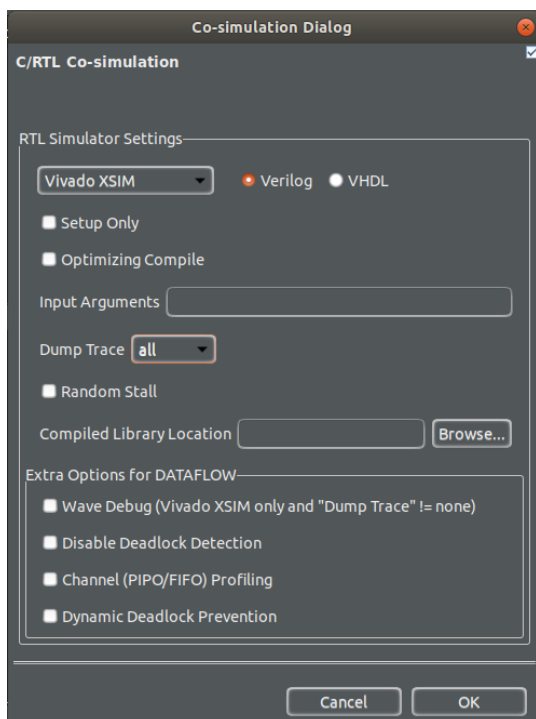 Co-simulation Dialog
C/RTL Co-simulation
RTL Simulator Settings
Vivado XSIM Verilog VHDL
Setup Only
Optimizing Compile
Input Arguments
Dump Trace all
Random Stall
Compiled Library Location Browse...
Extra Options for DATAFLOW
Wave Debug (Vivado XSIM only and "Dump Trace" != none)
Disable Deadlock Detection
Channel (PIPO/FIFO) Profiling
Dynamic Deadlock Prevention
Cancel OK